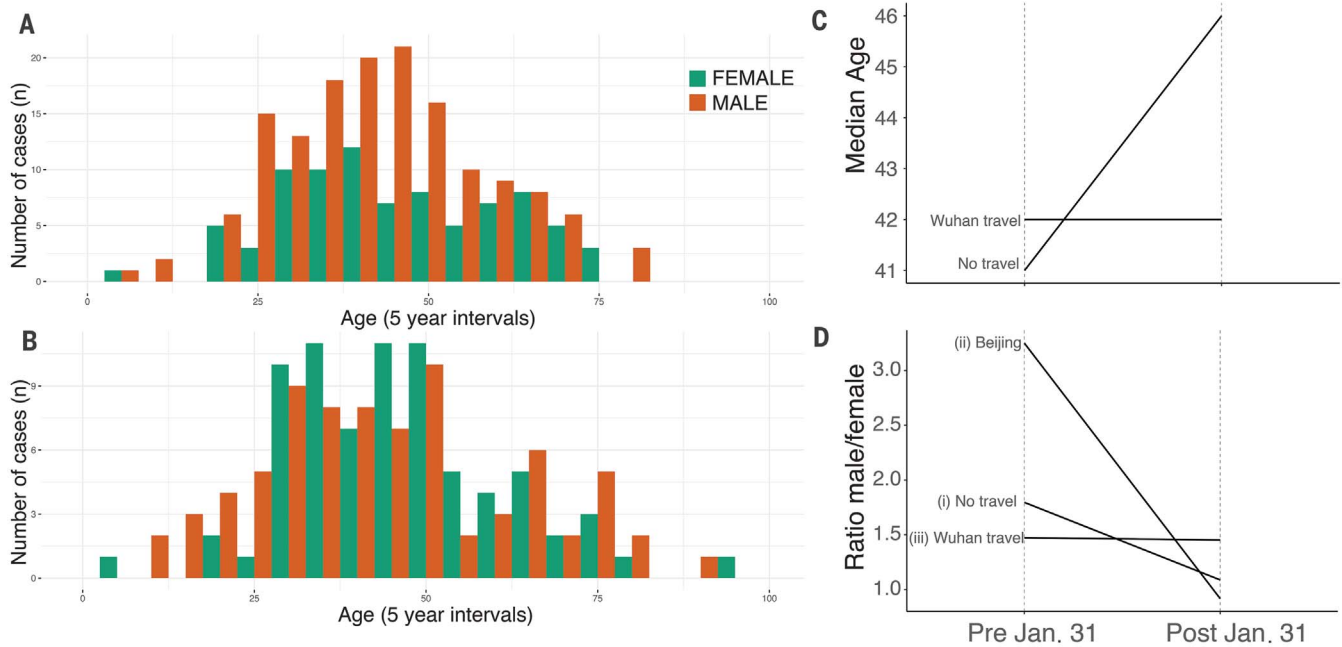 A
Number of cases (n)
20
15
10
5
0
FEMALE
MALE
0 25 50 75 100
Age (5 year intervals)
B
Number of cases (n)
9
6
3
0
0 25 50 75 100
Age (5 year intervals)
C
Median Age
46
45
44
43
42
41
Wuhan travel
No travel
D
Ratio male/female
3.0
2.5
2.0
1.5
1.0
(ii) Beijing
(i) No travel
(iii) Wuhan travel
Pre Jan. 31 Post Jan. 31